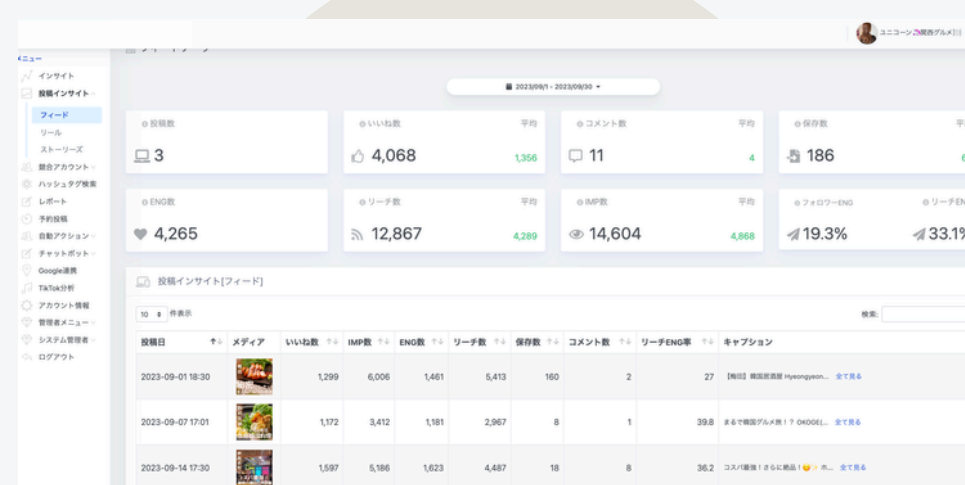 ユニコーン🦄関西グルメ🍽
メニュー
インサイト
投稿インサイト
フィード
リール
ストーリーズ
競合アカウント
ハッシュタグ検索
レポート
予約投稿
自動アクション
チャットボット
Google連携
TikTok分析
アカウント情報
管理者メニュー
システム管理者
ログアウト
2023/09/1 - 2023/09/30
投稿数
3
いいね数 平均
4,068 1,356
コメント数 平均
11 4
保存数
186
ENG数
4,265
リーチ数 平均
12,867 4,289
IMP数 平均
14,604 4,868
フォロワーENG
19.3%
33.1%
投稿インサイト[フィード]
10 件表示 検索:
投稿日 メディア いいね数 IMP数 ENG数 リーチ数 保存数 コメント数 リーチENG率 キャプション
2023-09-01 18:30 1,299 6,006 1,461 5,413 160 2 27 【梅田】韓国居酒屋 Hyeongyeon... 全て見る
2023-09-07 17:01 1,172 3,412 1,181 2,967 8 1 39.8 まるで韓国グルメ旅！？ OKOGE(... 全て見る
2023-09-14 17:30 1,597 5,186 1,623 4,487 18 8 36.2 コスパ最強！さらに絶品！😋✨ ホ... 全て見る